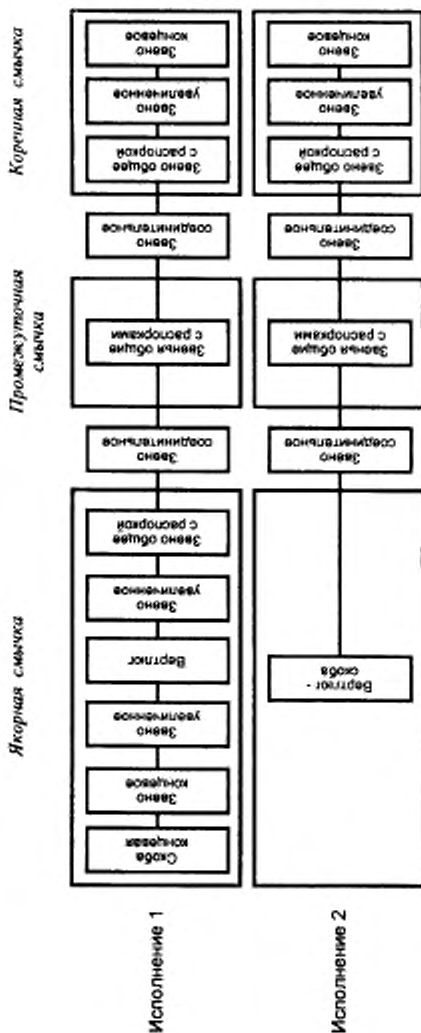 Коренная смычка
Промежуточная
смычка
Якорная смычка
Исполнение 1
Скоба
концевая
Звено
концевое
Звено
увеличенное
Вертлюг
Звено
увеличенное
Звено общее
с распоркой
Звено
соединительное
Звенья общие
с распорками
Звено
соединительное
Звено общее
с распоркой
Звено
увеличенное
Звено
концевое
Исполнение 2
Вертлюг -
скоба
Звено
соединительное
Звенья общие
с распорками
Звено
соединительное
Звено общее
с распоркой
Звено
увеличенное
Звено
концевое